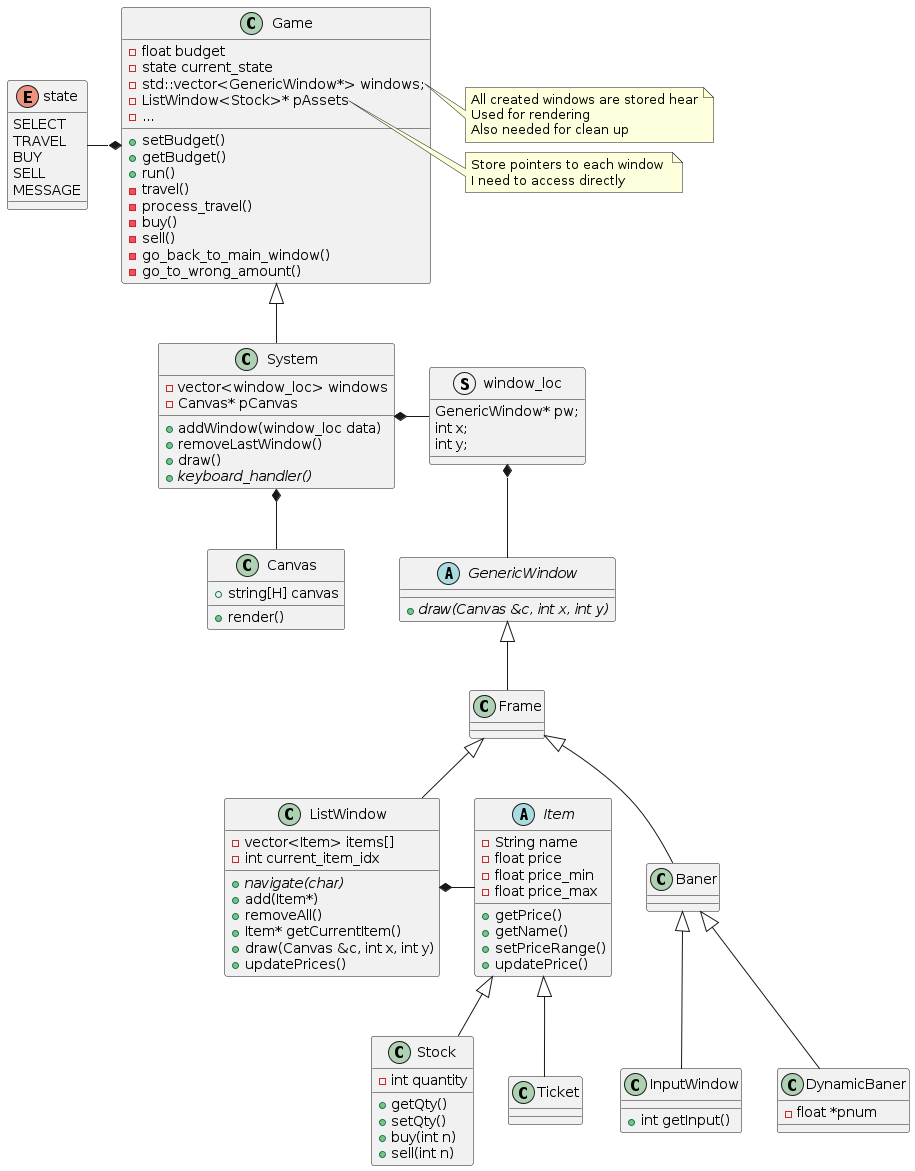 C Game
float budget
state current_state
std::vector<GenericWindow*> windows;
ListWindow<Stock>* pAssets
...
setBudget()
getBudget()
run()
travel()
process_travel()
buy()
sell()
go_back_to_main_window()
go_to_wrong_amount()
E state
SELECT
TRAVEL
BUY
SELL
MESSAGE
All created windows are stored hear
Used for rendering
Also needed for clean up
Store pointers to each window
I need to access directly
C System
vector<window_loc> windows
Canvas* pCanvas
addWindow(window_loc data)
removeLastWindow()
draw()
keyboard_handler()
S window_loc
GenericWindow* pw;
int x;
int y;
C Canvas
string[H] canvas
render()
A GenericWindow
draw(Canvas &c, int x, int y)
C Frame
C ListWindow
vector<Item> items[]
int current_item_idx
navigate(char)
add(Item*)
removeAll()
Item* getCurrentItem()
draw(Canvas &c, int x, int y)
updatePrices()
A Item
String name
float price
float price_min
float price_max
getPrice()
getName()
setPriceRange()
updatePrice()
C Baner
C Stock
int quantity
getQty()
setQty()
buy(int n)
sell(int n)
C Ticket
C InputWindow
int getInput()
C DynamicBaner
float *pnum